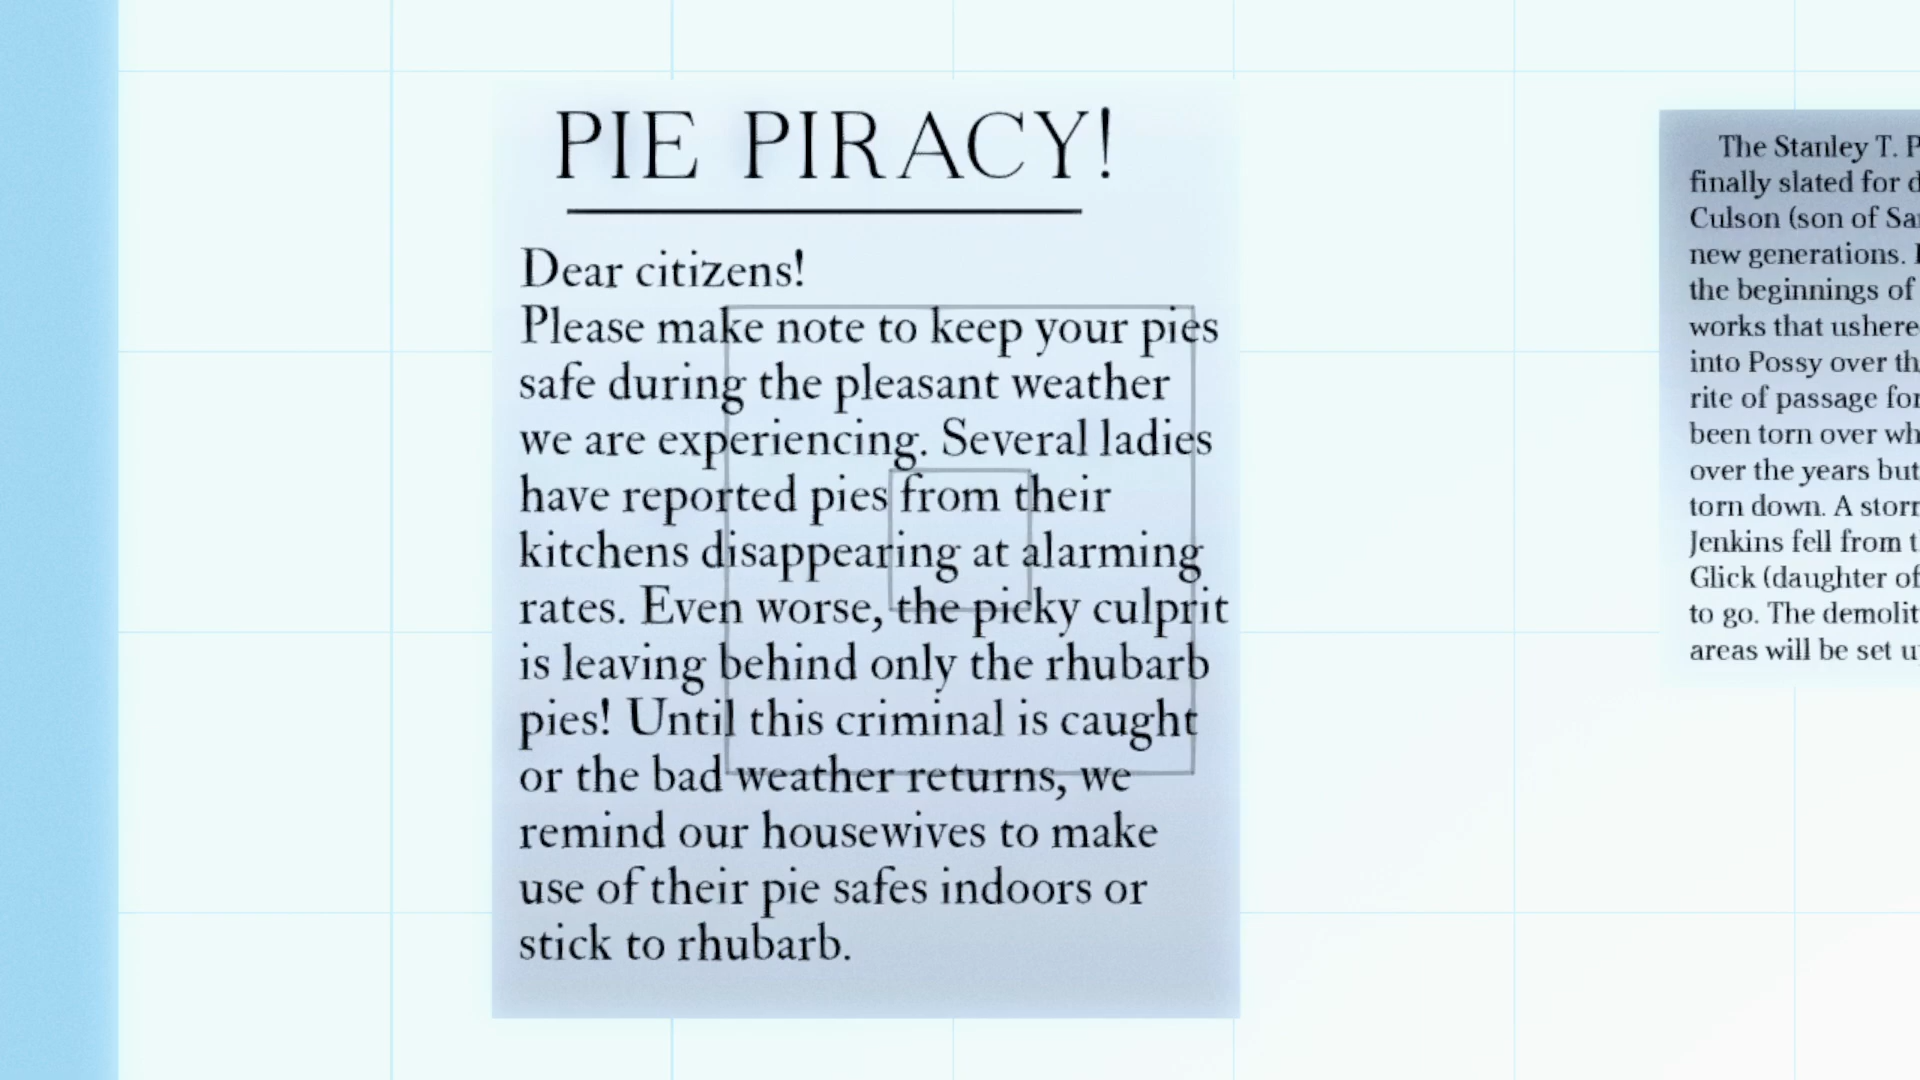 PIE PIRACY!
Dear citizens!
Please make note to keep your pies
safe during the pleasant weather
we are experiencing. Several ladies
have reported pies from their
kitchens disappearing at alarming
rates. Even worse, the picky culprit
is leaving behind only the rhubarb
pies! Until this criminal is caught
or the bad weather returns, we
remind our housewives to make
use of their pie safes indoors or
stick to rhubarb.
The Stanley T.
finally slated for
Culson (son of
new generations.
the beginnings of
works that
into Possy over
rite of passage for
been torn over
over the years but
torn down. A
Jenkins fell from
Glick (daughter of
to go. The
areas will be set